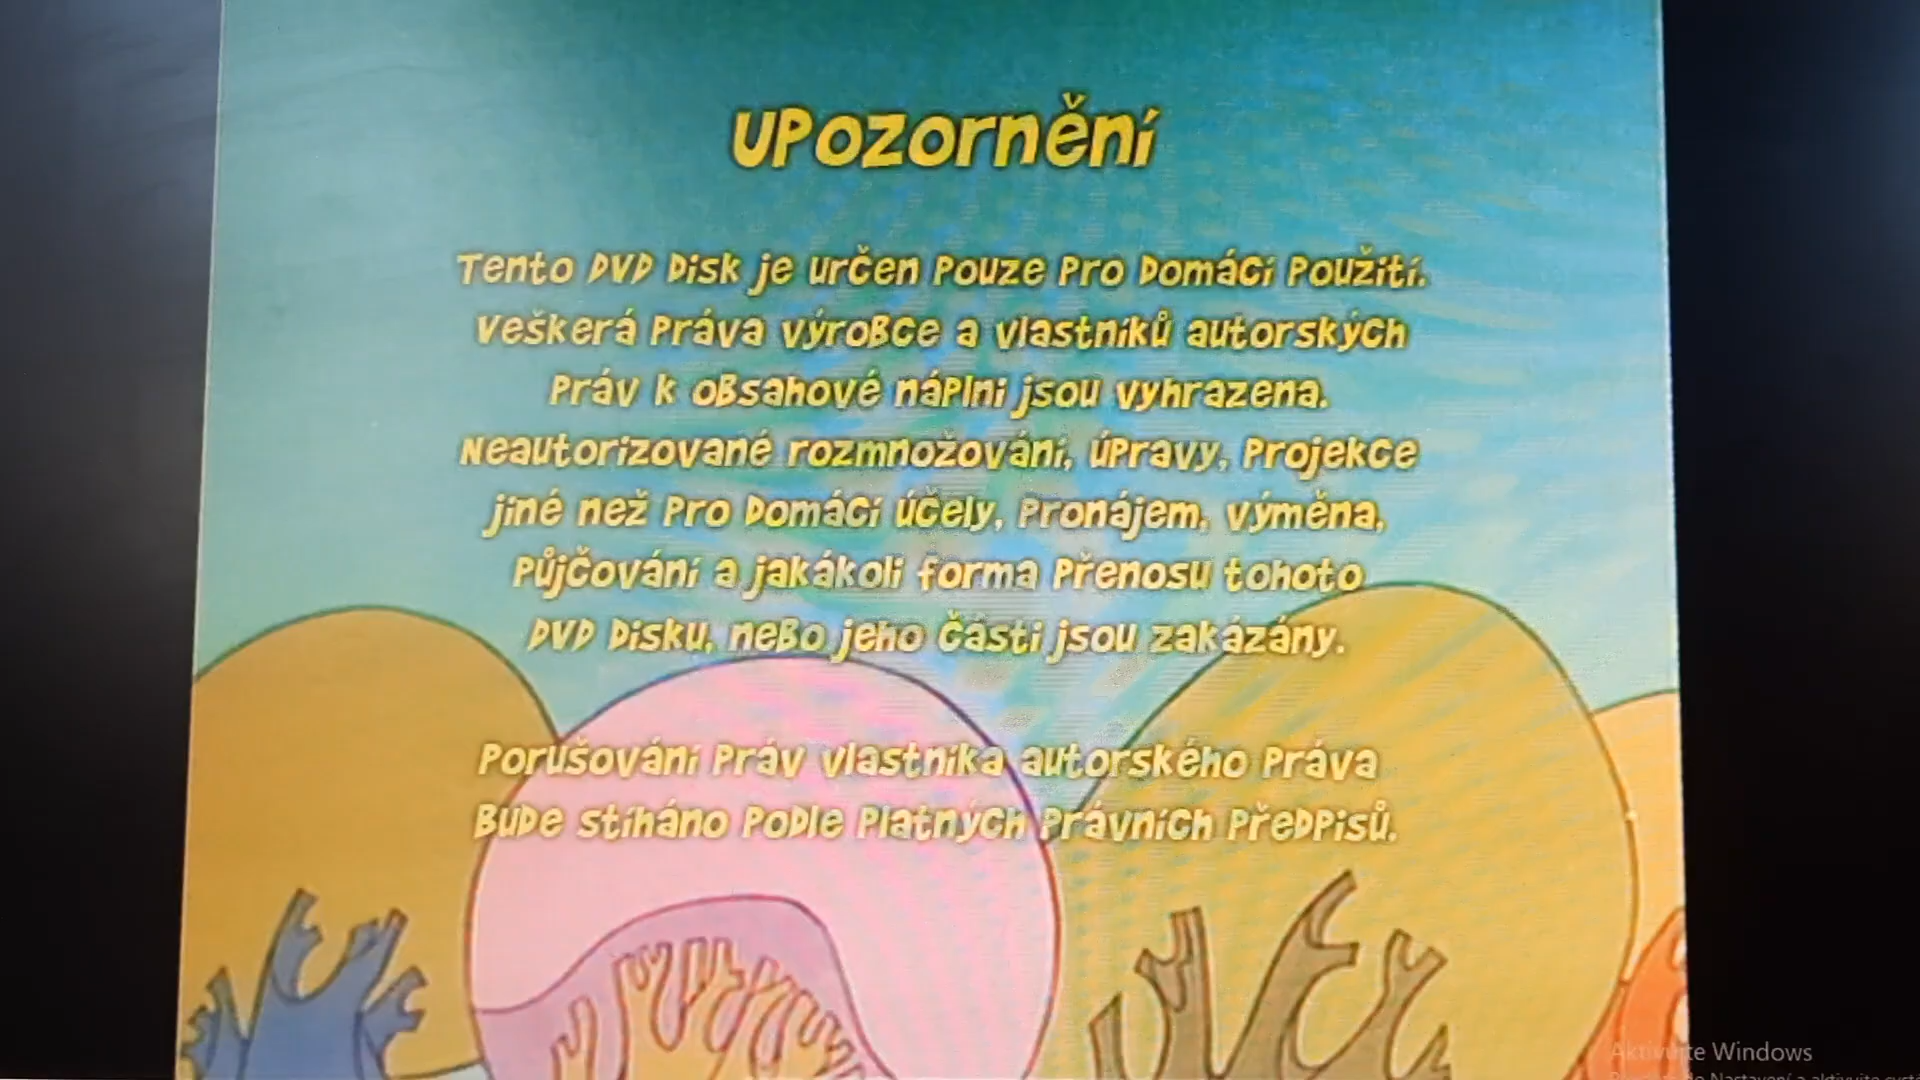 Upozornění
Tento DVD disk je určen pouze pro domácí použití.
Veškerá práva výrobce a vlastníků autorských
práv k obsahové náplni jsou vyhrazena.
Neautorizované rozmnožování, úpravy, projekce
jiné než pro domácí účely, pronájem, výměna,
půjčování a jakákoli forma přenosu tohoto
DVD disku, nebo jeho části jsou zakázány.
Porušování práv vlastníka autorského práva
bude stíháno podle platných právních předpisů.
Aktivujte Windows